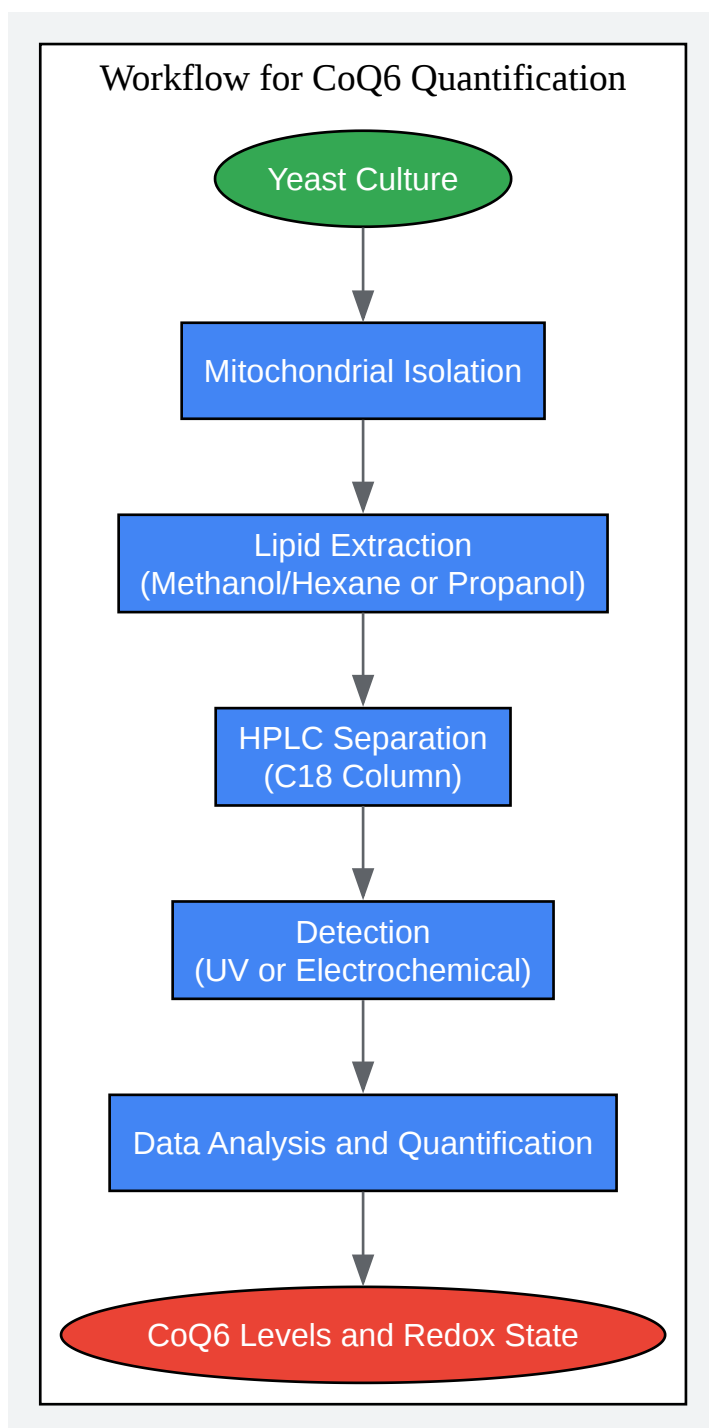 Workflow for CoQ6 Quantification
Yeast Culture
Mitochondrial Isolation
Lipid Extraction
(Methanol/Hexane or Propanol)
HPLC Separation
(C18 Column)
Detection
(UV or Electrochemical)
Data Analysis and Quantification
CoQ6 Levels and Redox State